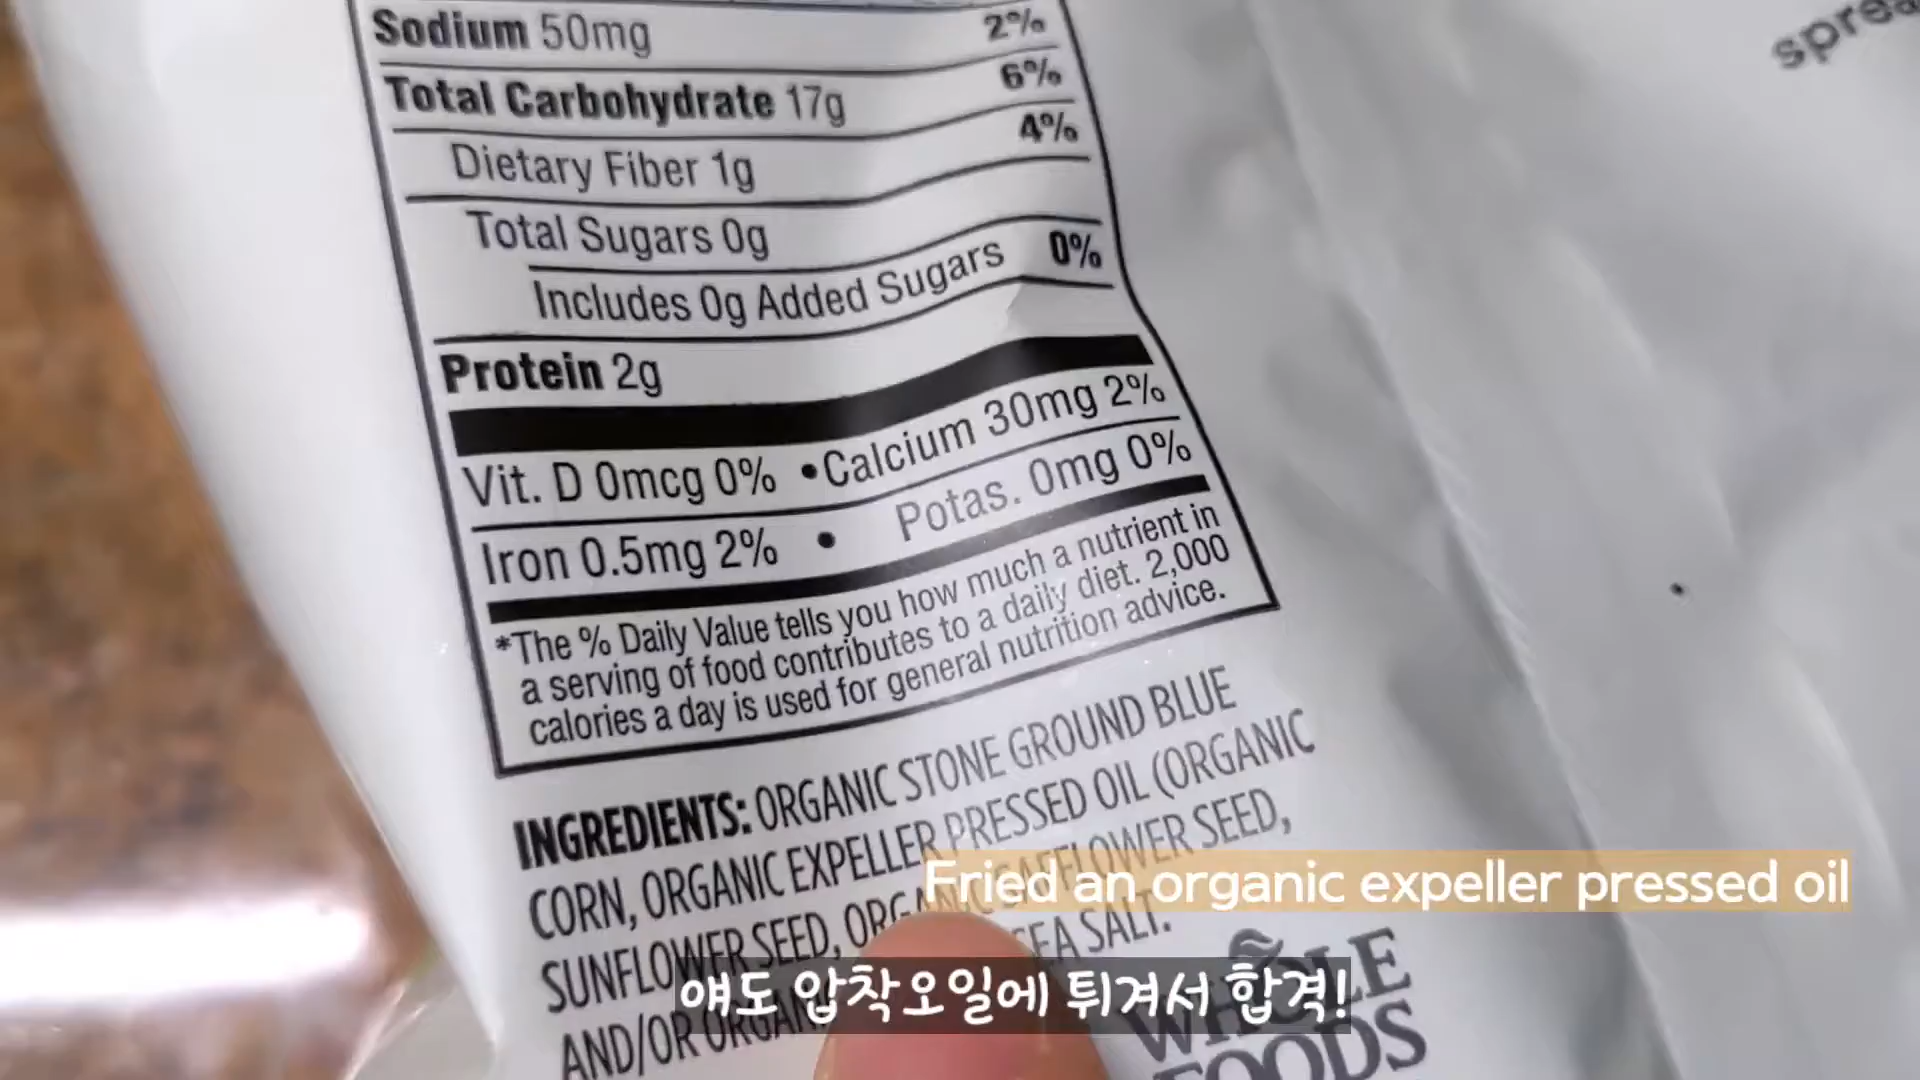 Sodium 50mg 2%
Total Carbohydrate 17g 6%
Dietary Fiber 1g 4%
Total Sugars 0g
Includes 0g Added Sugars 0%
Protein 2g
Vit. D 0mcg 0% •Calcium 30mg 2%
Iron 0.5mg 2% • Potas. 0mg 0%
*The % Daily Value tells you how much a nutrient in
a serving of food contributes to a daily diet. 2,000
calories a day is used for general nutrition advice.
INGREDIENTS: ORGANIC STONE GROUND BLUE
CORN, ORGANIC EXPELLER PRESSED OIL (ORGANIC
SUNFLOWER SEED, ORGANIC SAFFLOWER SEED,
AND/OR SEA SALT.
Fried an organic expeller pressed oil
얘도 압착오일에 튀겨서 합격!
WHOLE
FOODS